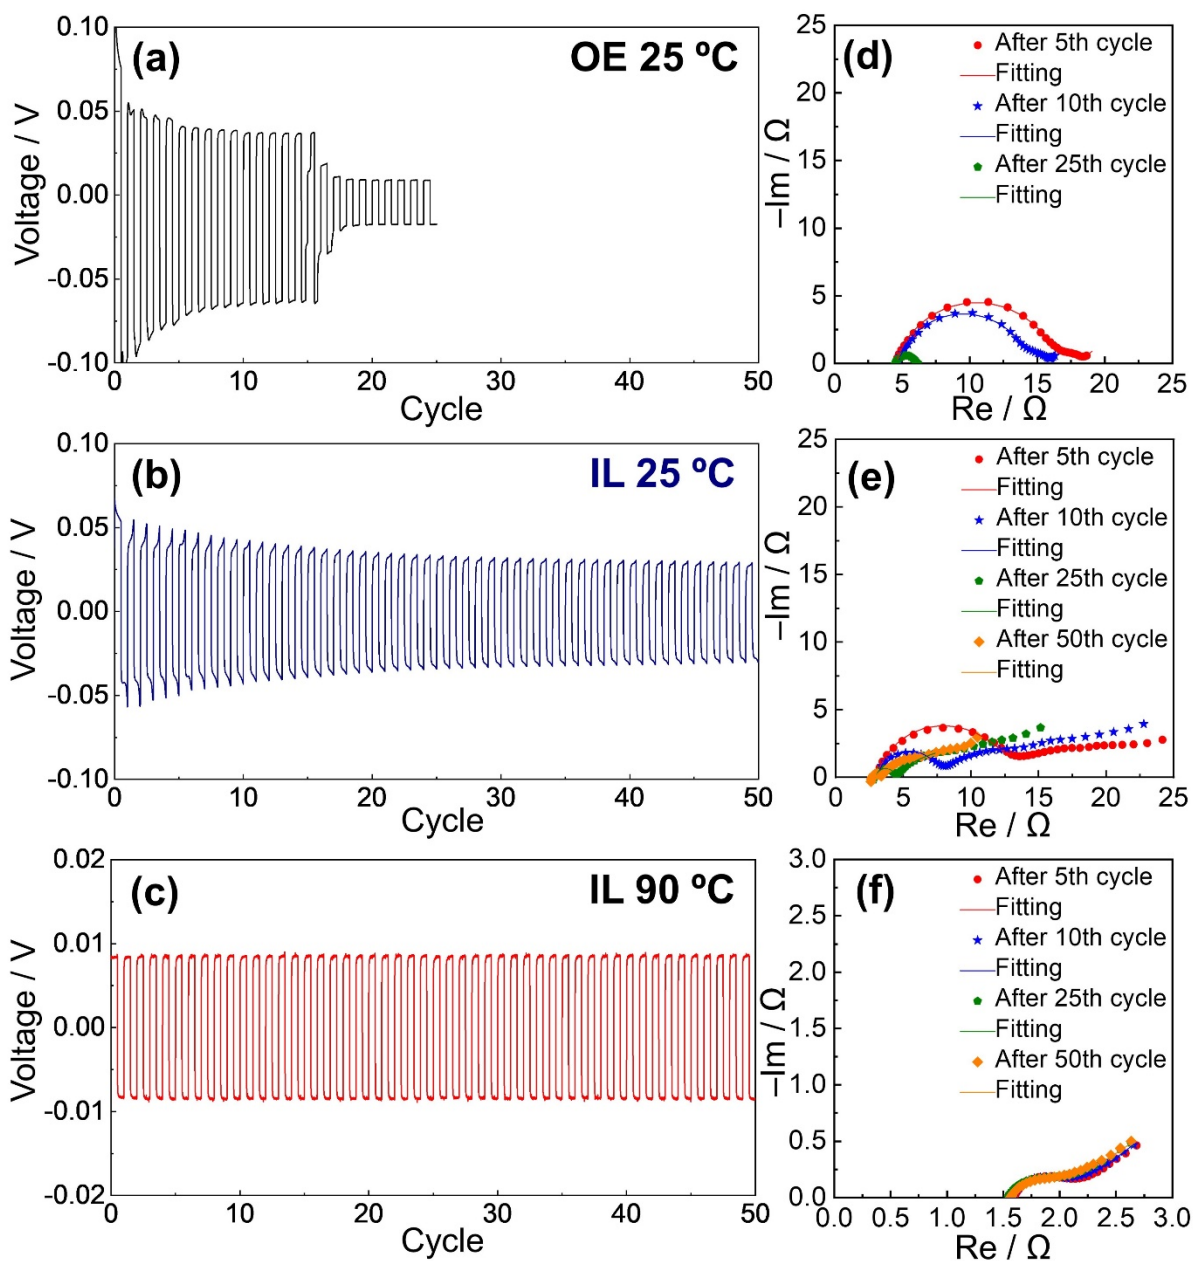 (a)
OE 25 ºC
Voltage / V
0.10
0.05
0.00
-0.05
-0.10
0 10 20 30 40 50
Cycle
(d)
After 5th cycle
Fitting
After 10th cycle
Fitting
After 25th cycle
Fitting
–Im / Ω
25
20
15
10
5
0
0 5 10 15 20 25
Re / Ω
(b)
IL 25 ºC
Voltage / V
0.10
0.05
0.00
-0.05
-0.10
0 10 20 30 40 50
Cycle
(e)
After 5th cycle
Fitting
After 10th cycle
Fitting
After 25th cycle
Fitting
After 50th cycle
Fitting
–Im / Ω
25
20
15
10
5
0
0 5 10 15 20 25
Re / Ω
(c)
IL 90 ºC
Voltage / V
0.02
0.01
0.00
-0.01
-0.02
0 10 20 30 40 50
Cycle
(f)
After 5th cycle
Fitting
After 10th cycle
Fitting
After 25th cycle
Fitting
After 50th cycle
Fitting
–Im / Ω
3.0
2.5
2.0
1.5
1.0
0.5
0.0
0.0 0.5 1.0 1.5 2.0 2.5 3.0
Re / Ω